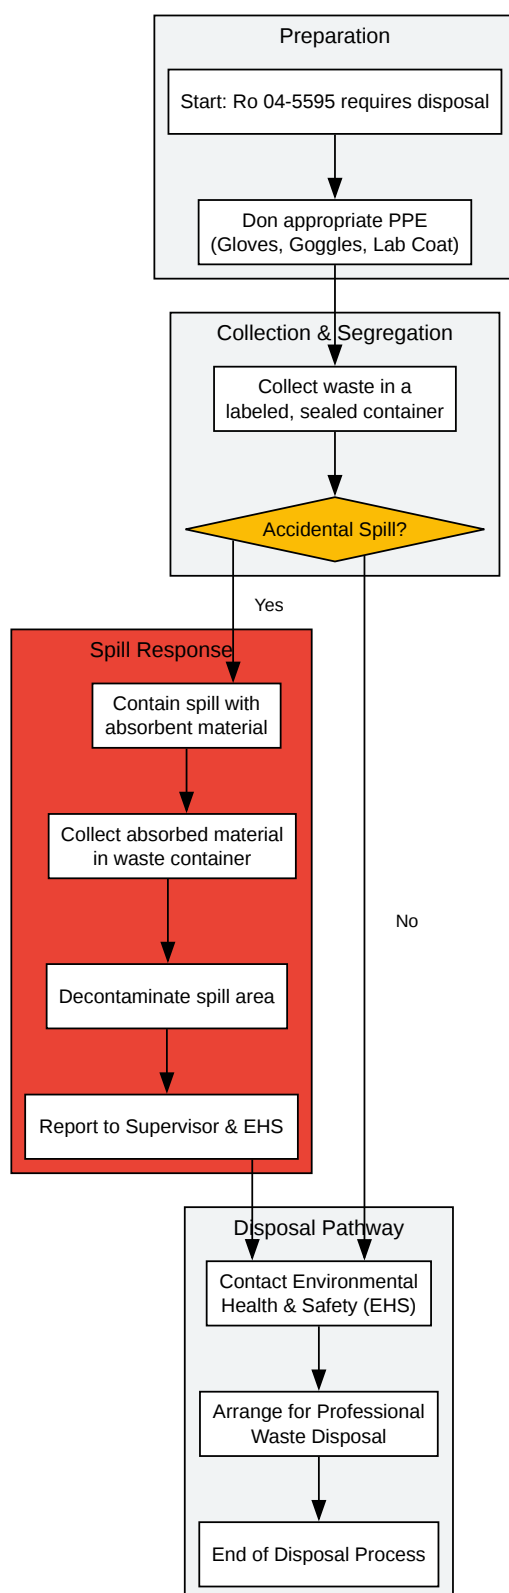 Preparation
Start: Ro 04-5595 requires disposal
Don appropriate PPE
(Gloves, Goggles, Lab Coat)
Collection & Segregation
Collect waste in a
labeled, sealed container
Accidental Spill?
Yes
Spill Response
Contain spill with
absorbent material
Collect absorbed material
in waste container
No
Decontaminate spill area
Report to Supervisor & EHS
Disposal Pathway
Contact Environmental
Health & Safety (EHS)
Arrange for Professional
Waste Disposal
End of Disposal Process